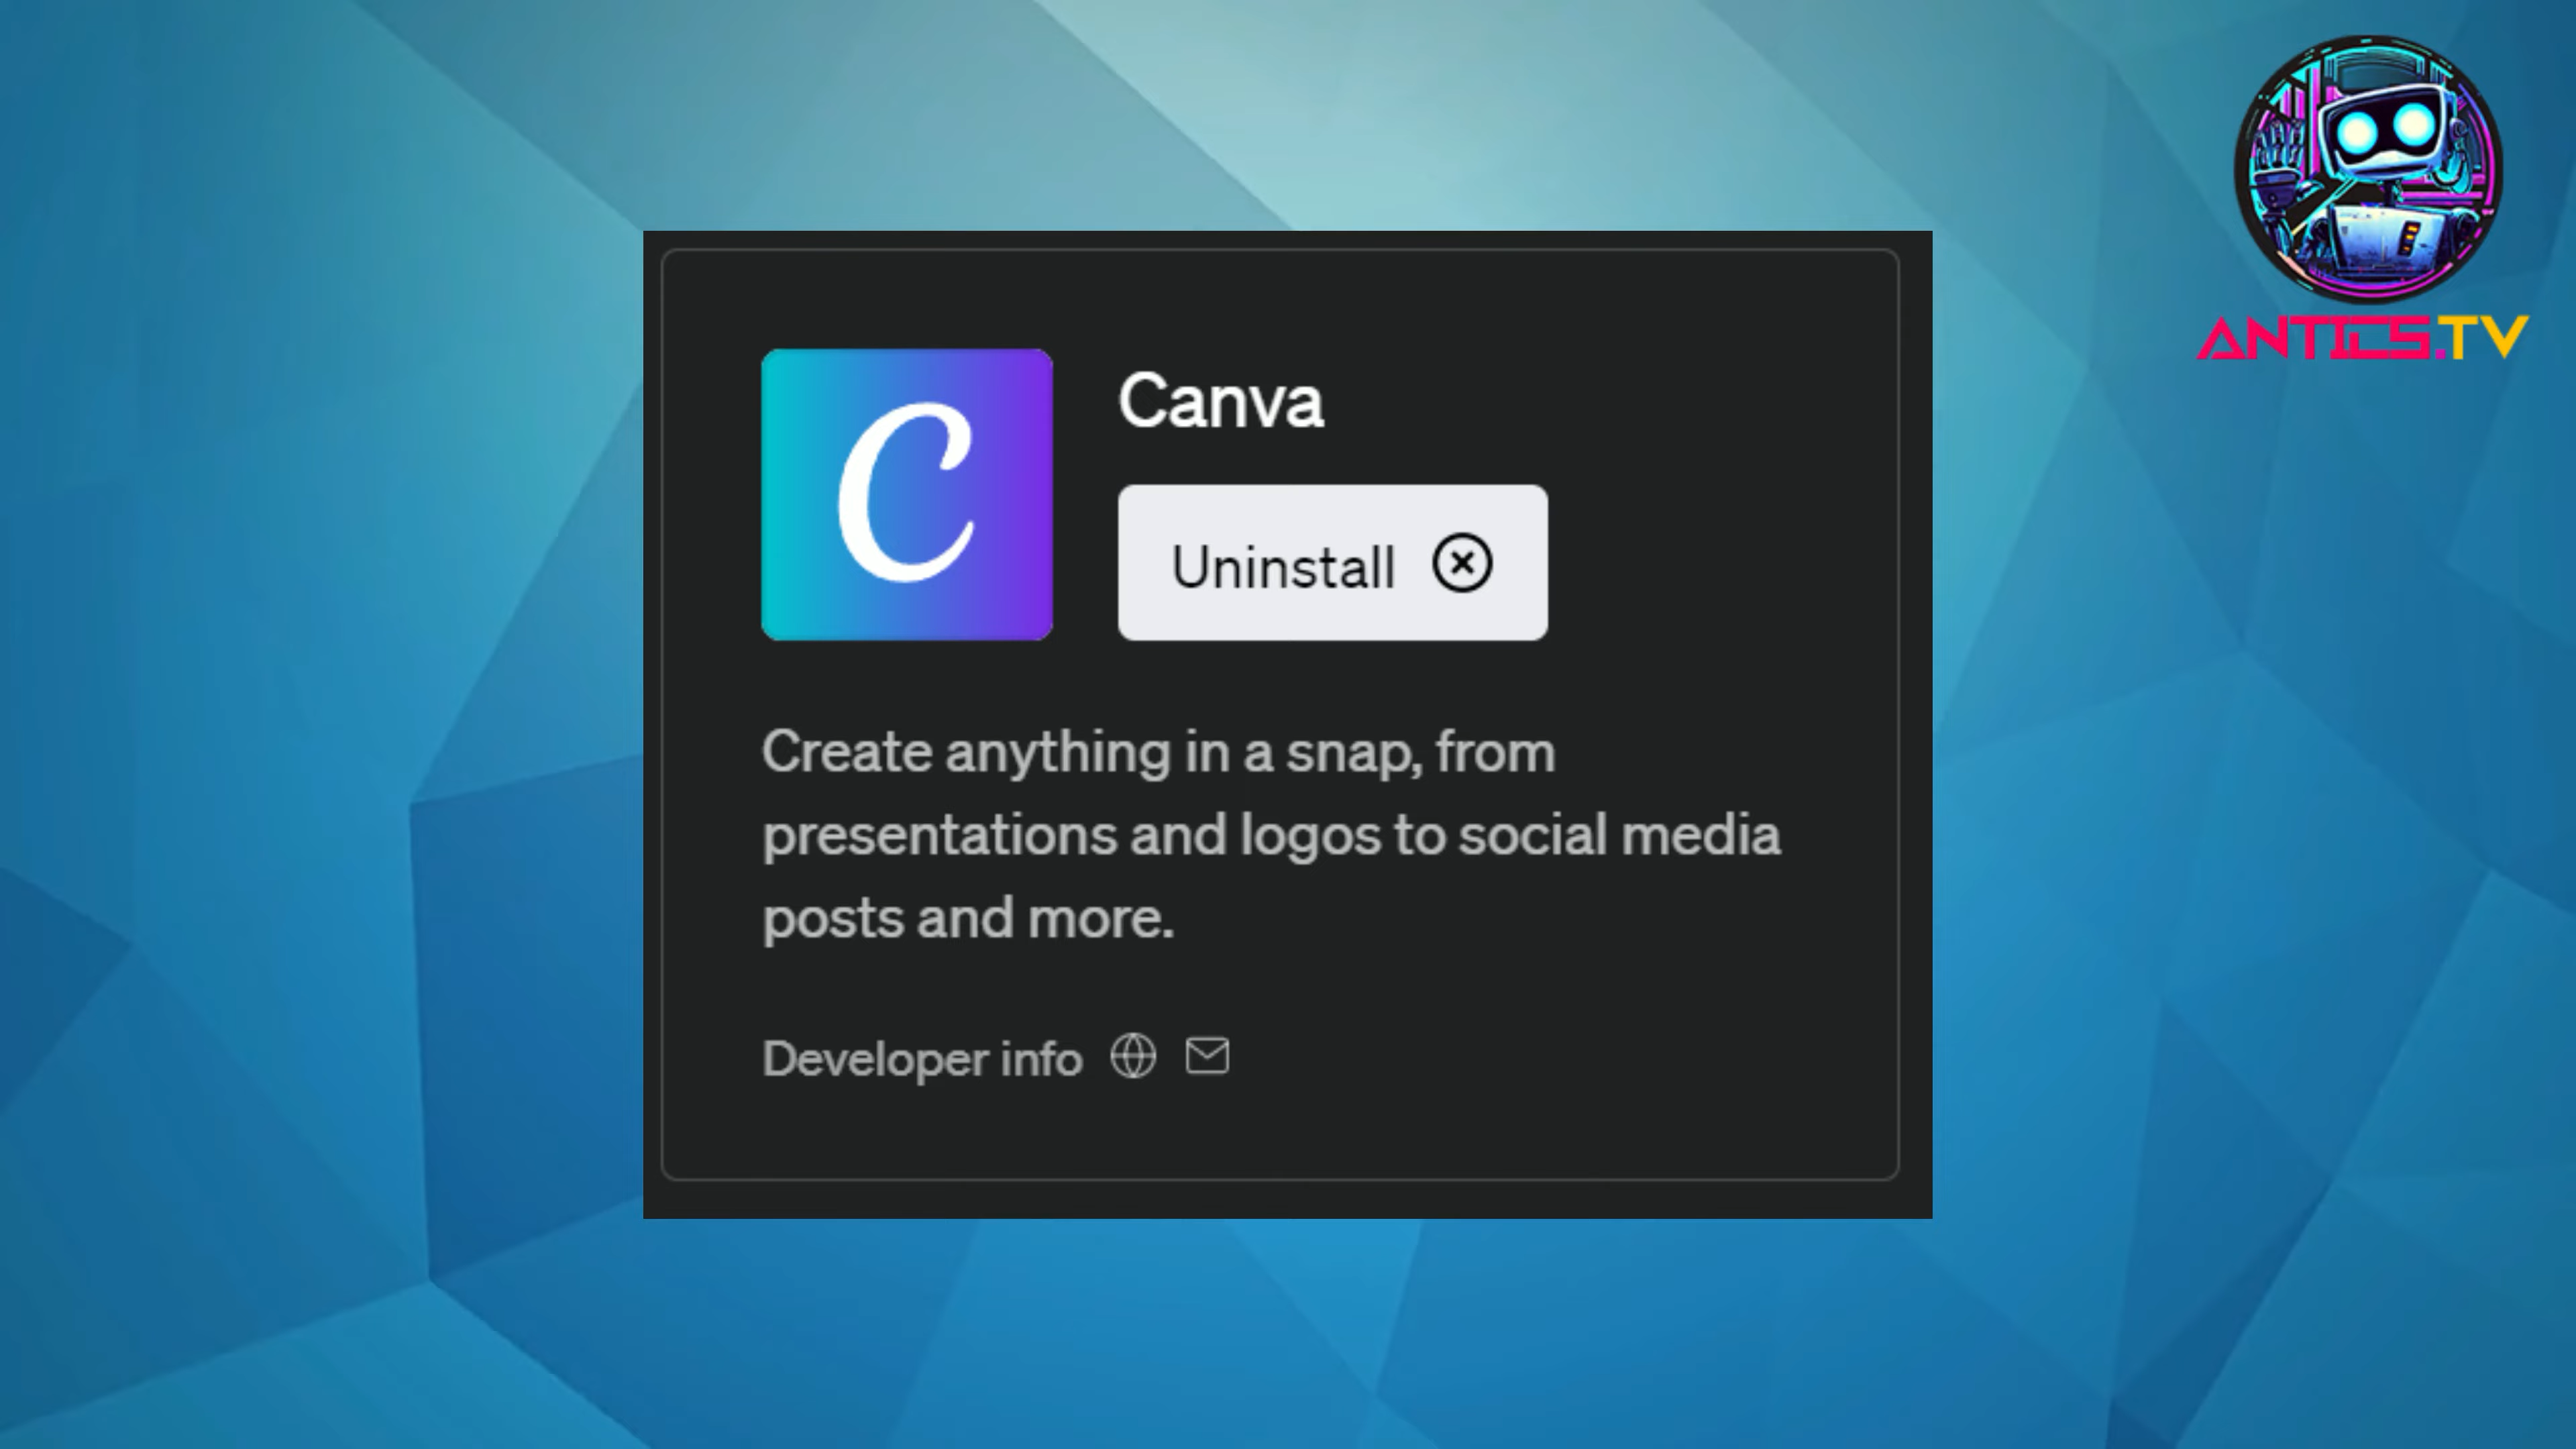 ANTICS.TV
Canva
Uninstall
Create anything in a snap, from
presentations and logos to social media
posts and more.
Developer info